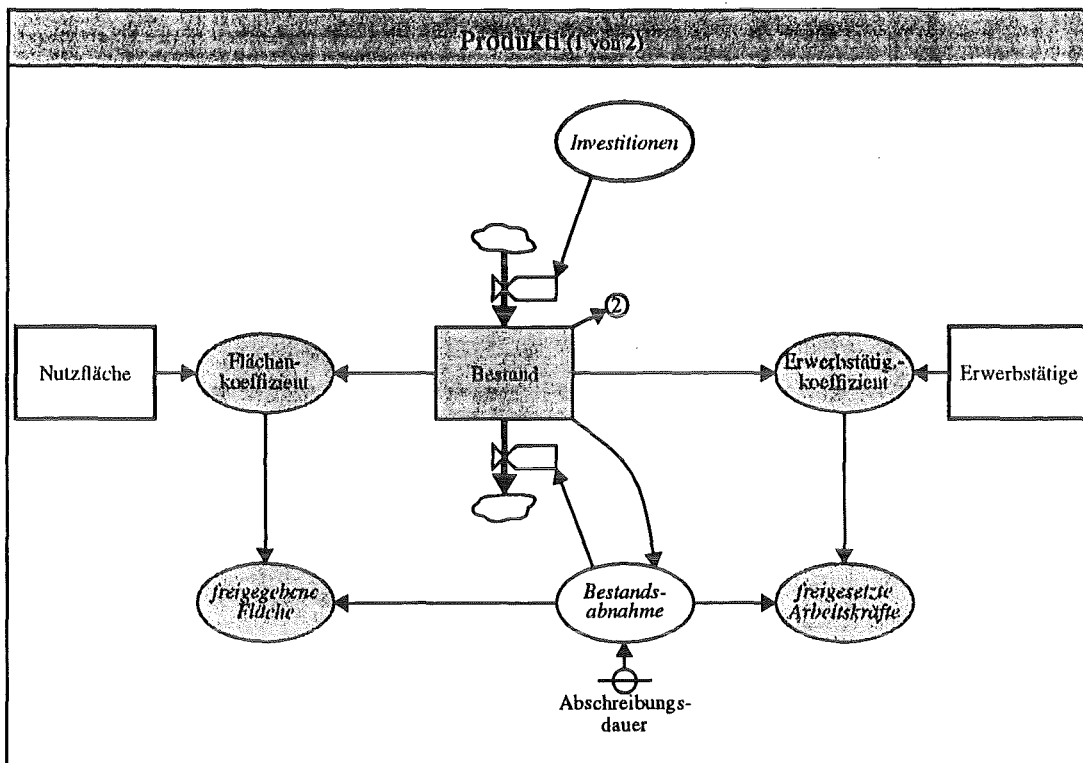 Produkti (1 von 2)
Investitionen
2
Nutzfläche
Flächen-
koeffizient
Bestand
Erwerbstätig.-
koeffizient
Erwerbstätige
freigegebene
Fläche
Bestands-
abnahme
freigesetzte
Arbeitskräfte
Abschreibungs-
dauer